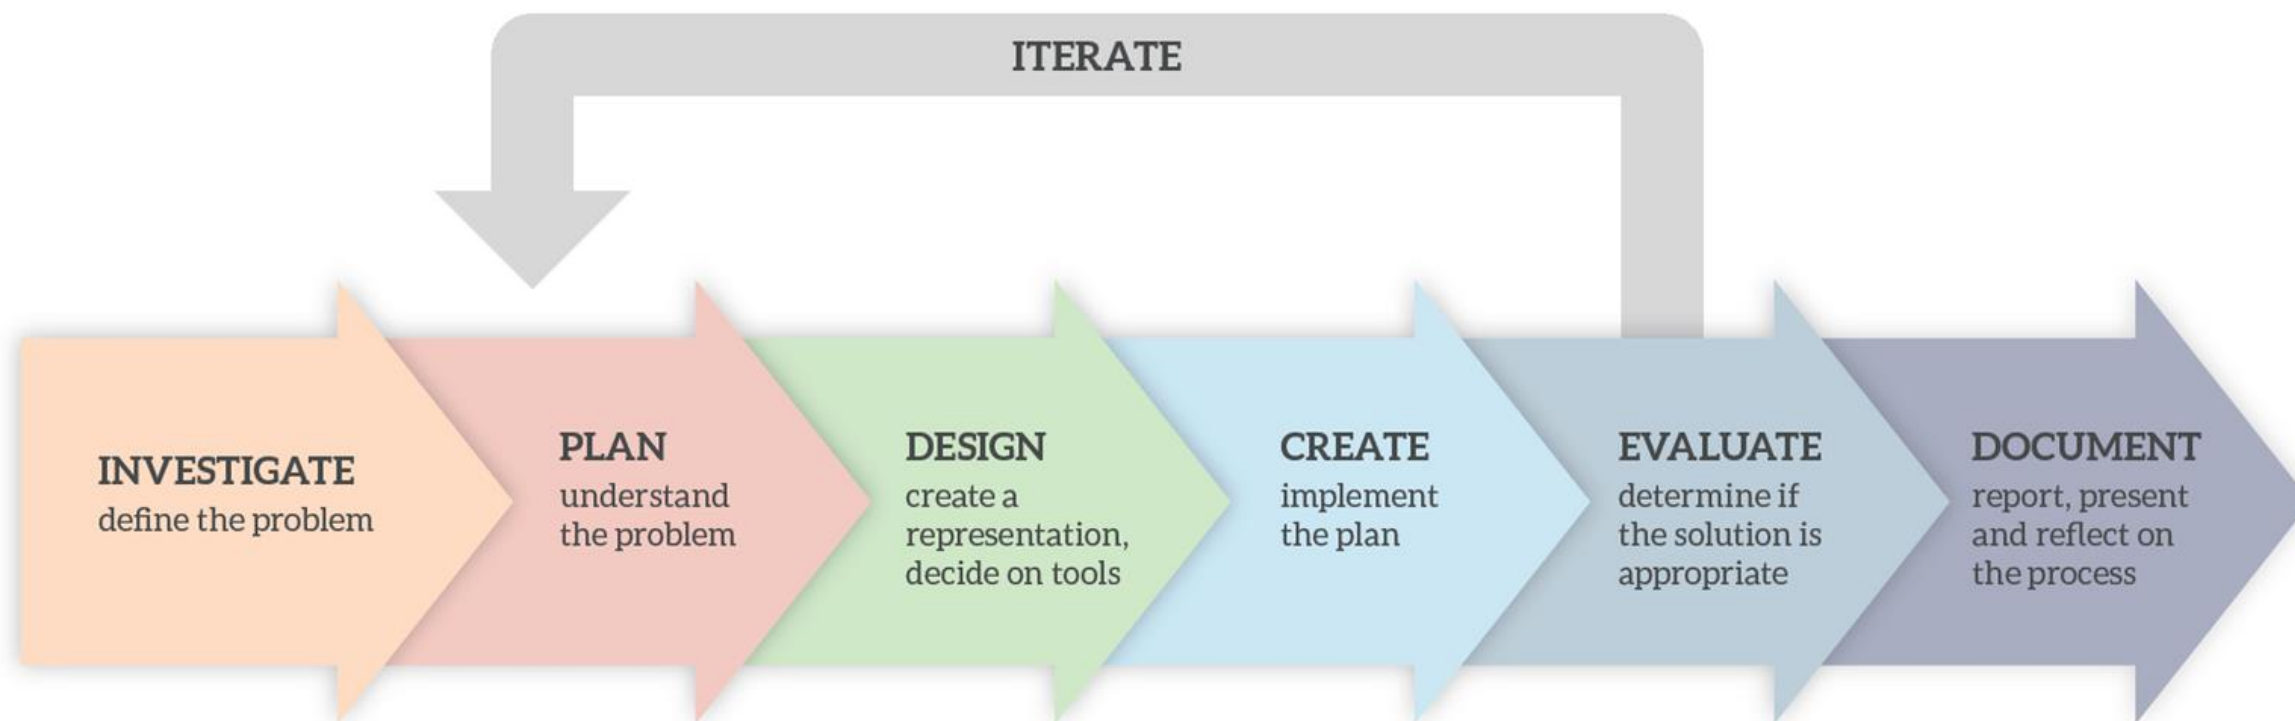 ITERATE
INVESTIGATE
define the problem
PLAN
understand
the problem
DESIGN
create a
representation,
decide on tools
CREATE
implement
the plan
EVALUATE
determine if
the solution is
appropriate
DOCUMENT
report, present
and reflect on
the process